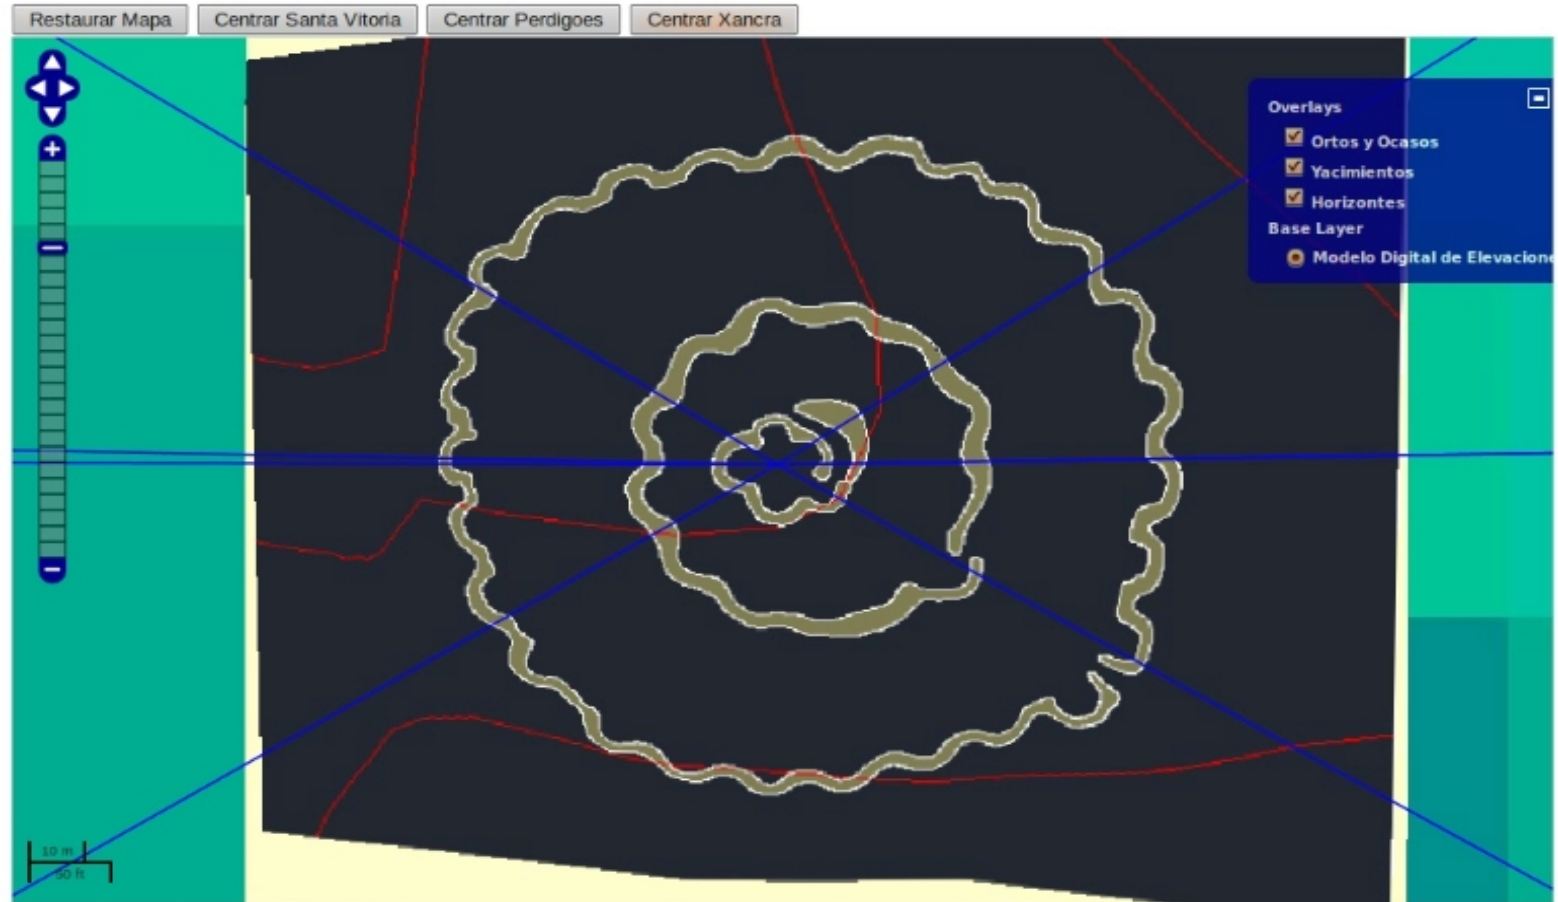 Restaurar Mapa Centrar Santa Vitoria Centrar Perdigoes Centrar Xancra
Overlays
Ortos y Ocasos
Yacimientos
Horizontes
Base Layer
Modelo Digital de Elevacione
10 m
50 ft